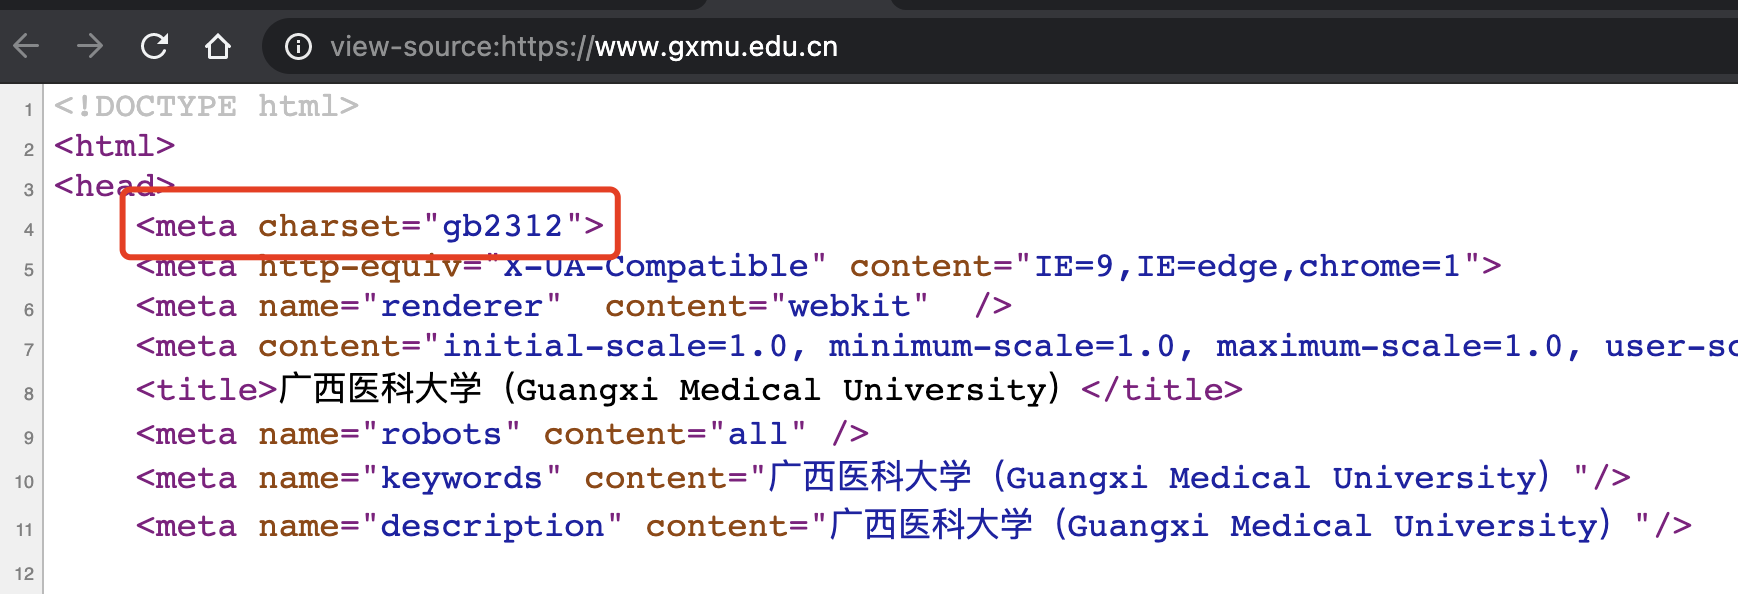 view-source:https://www.gxmu.edu.cn
1 <!DOCTYPE html>
2 <html>
3 <head>
4 <meta charset="gb2312">
5 <meta http-equiv="X-UA-Compatible" content="IE=9,IE=edge,chrome=1">
6 <meta name="renderer"  content="webkit"  />
7 <meta content="initial-scale=1.0, minimum-scale=1.0, maximum-scale=1.0, user-sc
8 <title>广西医科大学（Guangxi Medical University）</title>
9 <meta name="robots" content="all" />
10 <meta name="keywords" content="广西医科大学（Guangxi Medical University）"/>
11 <meta name="description" content="广西医科大学（Guangxi Medical University）"/>
12